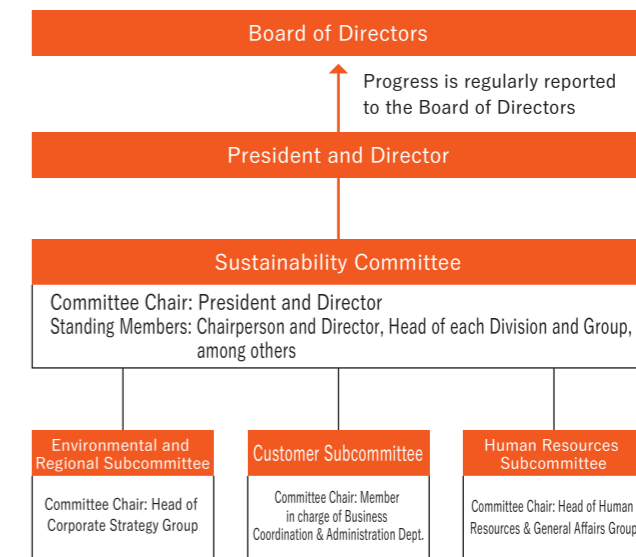 Board of Directors
Progress is regularly reported
to the Board of Directors
President and Director
Sustainability Committee
Committee Chair: President and Director
Standing Members: Chairperson and Director, Head of each Division and Group,
among others
Environmental and
Regional Subcommittee
Committee Chair: Head of
Corporate Strategy Group
Customer Subcommittee
Committee Chair: Member
in charge of Business
Coordination & Administration Dept.
Human Resources
Subcommittee
Committee Chair: Head of Human
Resources & General Affairs Group